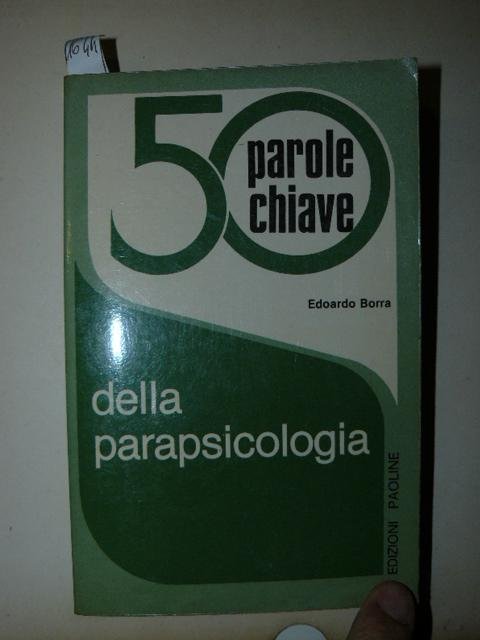 50
parole
chiave
Edoardo Borra
della
parapsicologia
EDIZIONI PAOLINE